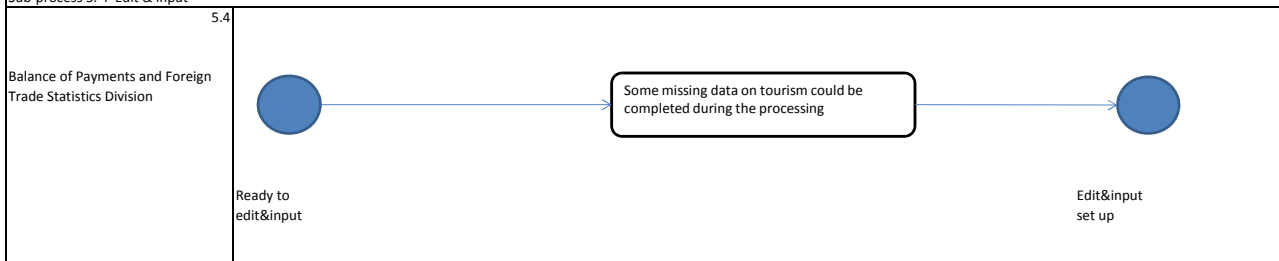 Sub-process 5. 4 Edit & input
5.4
Balance of Payments and Foreign
Trade Statistics Division
Some missing data on tourism could be
completed during the processing
Ready to
edit&input
Edit&input
set up